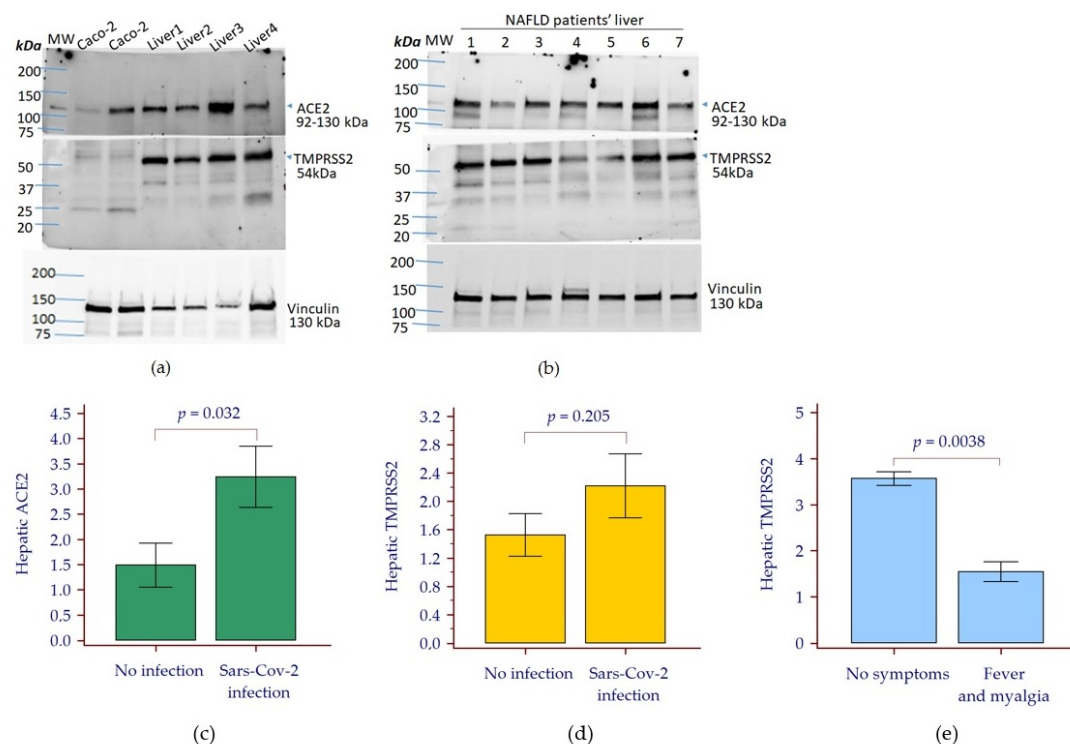 kDa MW Caco-2 Caco-2 Liver1 Liver2 Liver3 Liver4
200
150
100
75
ACE2
92-130 kDa
50
37
25
20
TMPRSS2
54kDa
200
150
100
75
Vinculin
130 kDa
(a)
NAFLD patients' liver
kDa MW 1 2 3 4 5 6 7
200
150
100
75
ACE2
92-130 kDa
50
37
25
20
TMPRSS2
54kDa
200
150
100
75
Vinculin
130 kDa
(b)
Hepatic ACE2
4.5
4.0
3.5
3.0
2.5
2.0
1.5
1.0
0.5
0.0
p = 0.032
No infection
Sars-Cov-2
infection
(c)
Hepatic TMPRSS2
3.2
2.8
2.4
2.0
1.6
1.2
0.8
0.4
0.0
p = 0.205
No infection
Sars-Cov-2
infection
(d)
Hepatic TMPRSS2
5
4
3
2
1
0
p = 0.0038
No symptoms
Fever
and myalgia
(e)